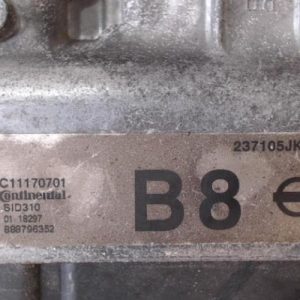 237105JK
C11170701
Continental
SID310
01 18297
B8
888796352